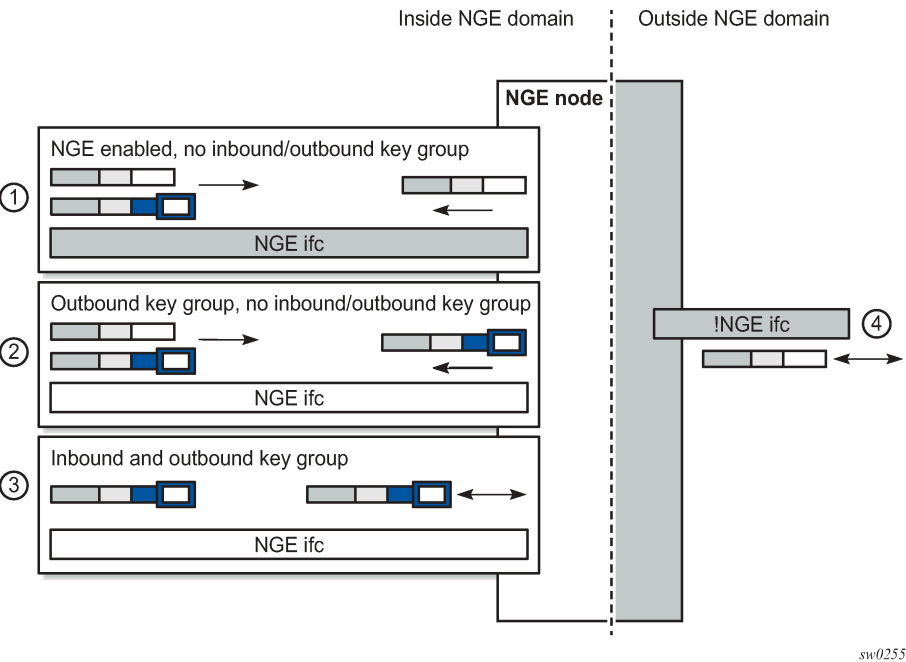 Inside NGE domain
Outside NGE domain
NGE node
NGE enabled, no inbound/outbound key group
1
NGE ifc
Outbound key group, no inbound/outbound key group
2
NGE ifc
!NGE ifc
4
Inbound and outbound key group
3
NGE ifc
sw0255